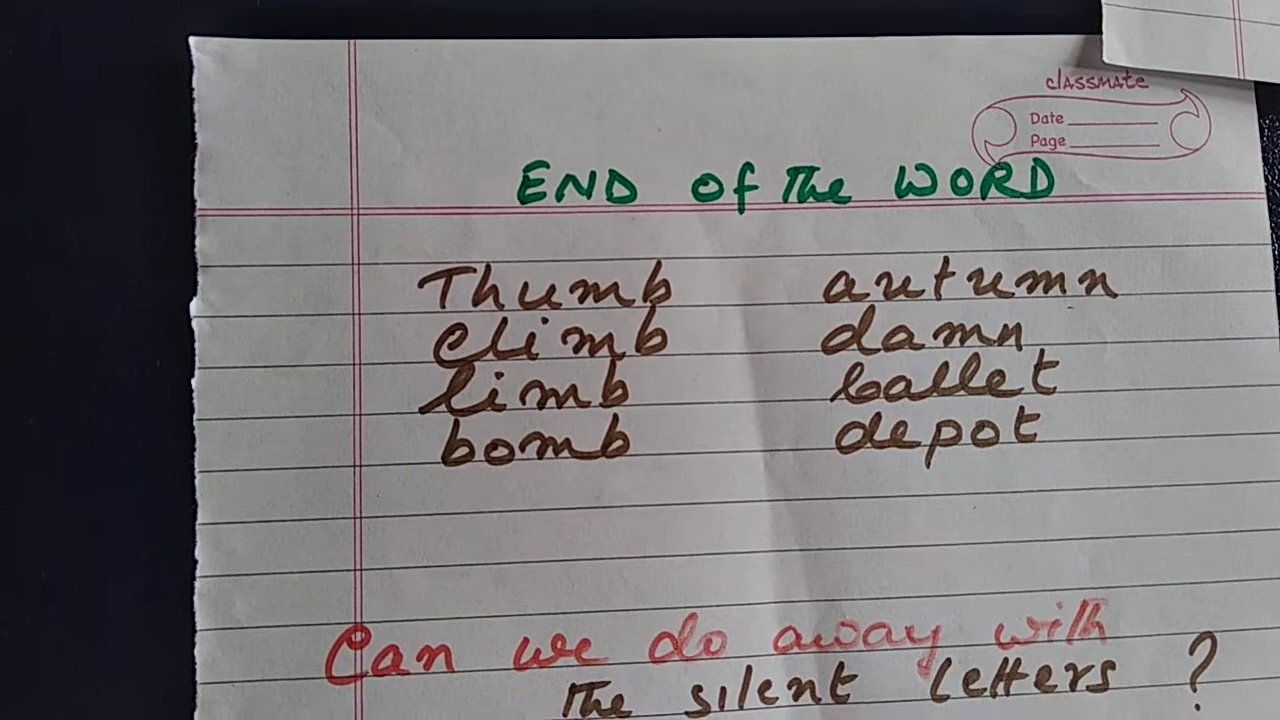 classmate
Date
Page
END of the WORD
Thumb autumn
climb damn
limb ballet
bomb depot
Can we do away with
the silent letters ?